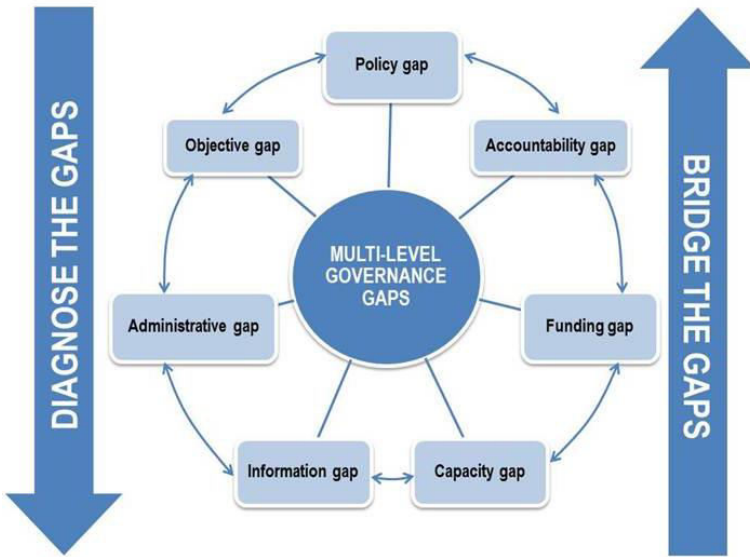 DIAGNOSE THE GAPS
Policy gap
Objective gap
Accountability gap
MULTI-LEVEL
GOVERNANCE
GAPS
Administrative gap
Funding gap
Information gap
Capacity gap
BRIDGE THE GAPS